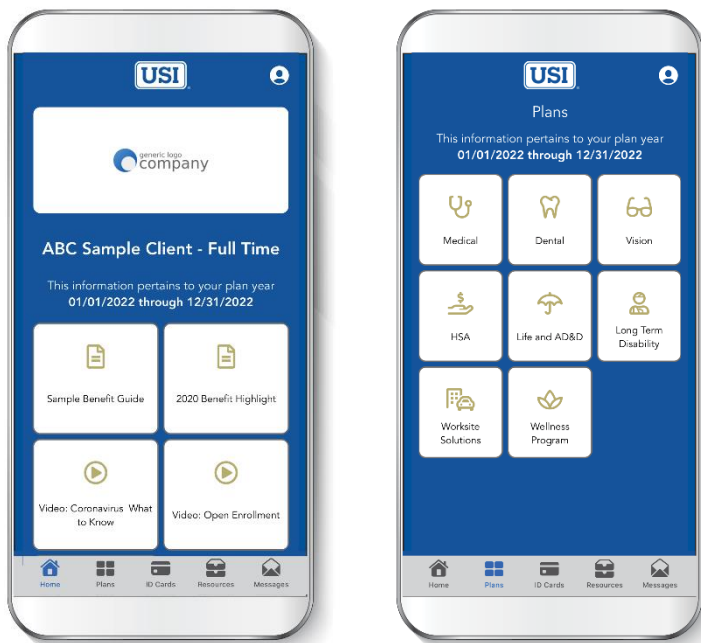 USI
generic logo
company
ABC Sample Client - Full Time
This information pertains to your plan year
01/01/2022 through 12/31/2022
Sample Benefit Guide
2020 Benefit Highlight
Video: Coronavirus What
to Know
Video: Open Enrollment
Home
Plans
ID Cards
Resources
Messages
USI
Plans
This information pertains to your plan year
01/01/2022 through 12/31/2022
Medical
Dental
Vision
HSA
Life and AD&D
Long Term
Disability
Worksite
Solutions
Wellness
Program
Home
Plans
ID Cards
Resources
Messages